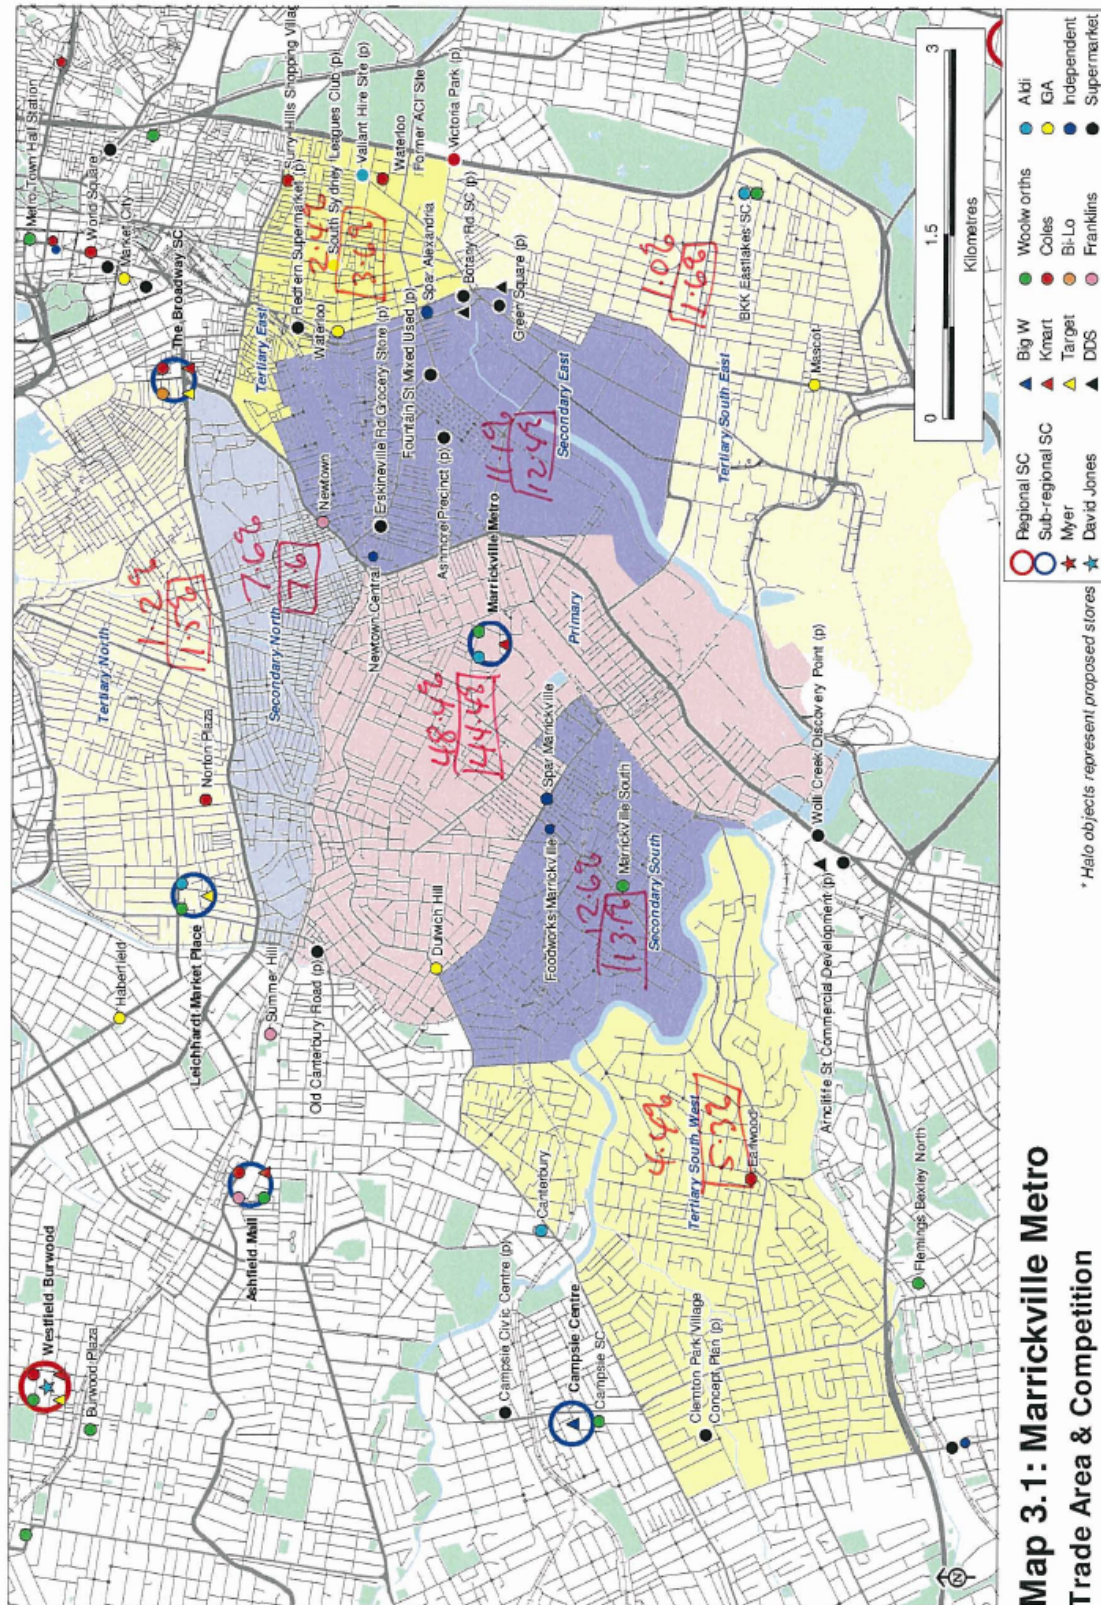 Map 3.1: Marrickville Metro
Trade Area & Competition
Metro, Town Hall Station
World Square
Market City
The Broadway SC
Westfield Burwood
Burwood Plaza
Haberfield
Leichhardt Market Place
Norton Plaza
Tertiary North
1.2%
1.5%
Ashfield Mall
Summer Hill
Secondary North
7.6%
7.6
Tertiary East
Surry Hills Shopping Village
Redfern Supermarket (p)
2.4%
3.6%
South Sydney Leagues Club (p)
Waterloo
Valiant Hire Site (p)
Waterloo
Former ACI Site
Victoria Park (p)
Old Canterbury Road (p)
Newtown
Newtown Central
Erskineville Rd Grocery Store (p)
Fountain St Mixed Used (p)
Spar Alexandria
Ashmore Precinct (p)
Botany Rd SC (p)
Green Square (p)
Dulwich Hill
48.4%
44.4%
Marrickville Metro
11.1%
12.4%
Secondary East
Primary
Spar Marrickville
Foodworks Marrickville
12.6%
Marrickville South
Secondary South
Canterbury
Campsie Civic Centre (p)
Campsie Centre
Campsie SC
Clemton Park Village
Concept Plan (p)
4.4%
Tertiary South West
5.3%
Earlwood
1.0%
1.6%
Tertiary South East
BKK Eastlakes SC
Mascot
Wolli Creek Discovery Point (p)
Arncliffe St Commercial Development (p)
Flemings Bexley North
N
0
1.5
3
Kilometres
Regional SC
Sub-regional SC
Myer
David Jones
Big W
Kmart
Target
DDS
Woolworths
Coles
Bi-Lo
Franklins
Aldi
IGA
Independent
Supermarket
* Halo objects represent proposed stores